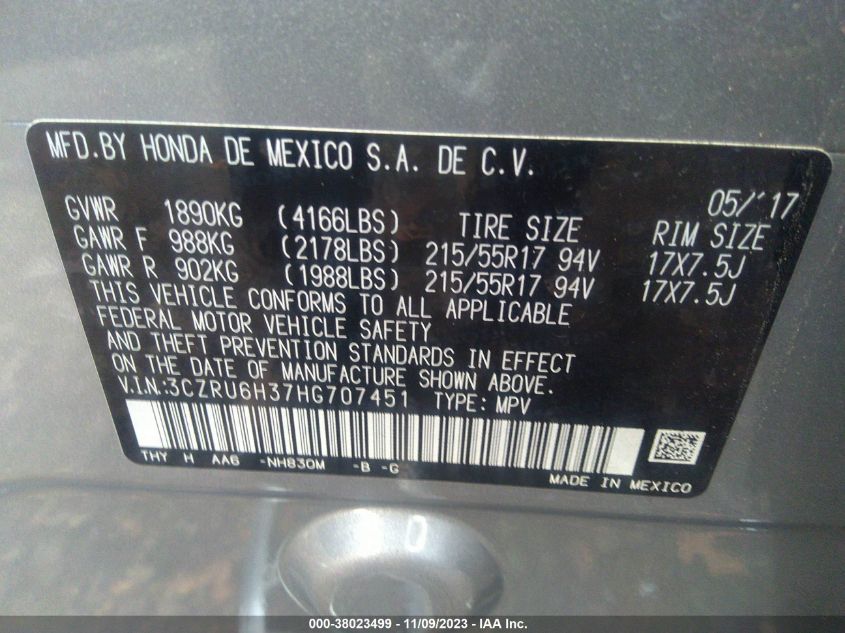 MFD.BY HONDA DE MEXICO S.A. DE C.V.
05/'17
GVWR 1890KG (4166LBS) TIRE SIZE RIM SIZE
GAWR F 988KG (2178LBS) 215/55R17 94V 17X7.5J
GAWR R 902KG (1988LBS) 215/55R17 94V 17X7.5J
THIS VEHICLE CONFORMS TO ALL APPLICABLE
FEDERAL MOTOR VEHICLE SAFETY
AND THEFT PREVENTION STANDARDS IN EFFECT
ON THE DATE OF MANUFACTURE SHOWN ABOVE.
V.I.N.:3CZRU6H37HG707451 TYPE: MPV
THY H AA6 -NH830M -B -G
MADE IN MEXICO
000-38023499 - 11/09/2023 - IAA Inc.